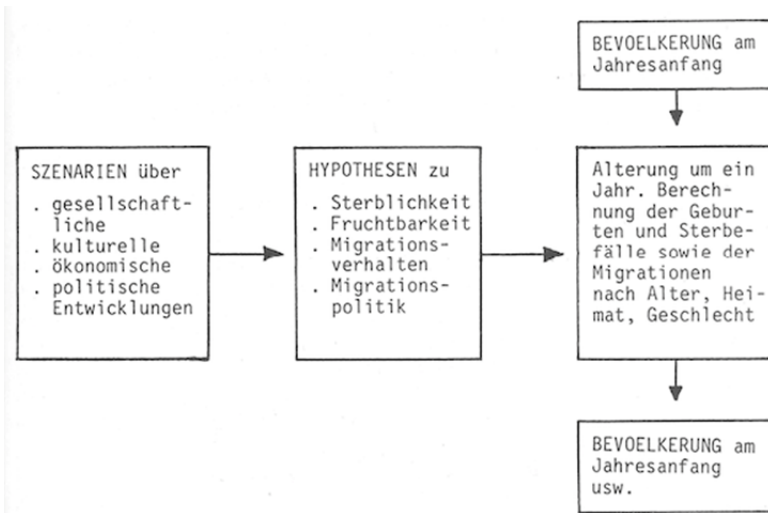 BEVOELKERUNG am
Jahresanfang
SZENARIEN über
. gesellschaft-
liche
. kulturelle
. ökonomische
. politische
Entwicklungen
HYPOTHESEN zu
. Sterblichkeit
. Fruchtbarkeit
. Migrations-
verhalten
. Migrations-
politik
Alterung um ein
Jahr. Berech-
nung der Gebur-
ten und Sterbe-
fälle sowie der
Migrationen
nach Alter, Hei-
mat, Geschlecht
BEVOELKERUNG am
Jahresanfang
usw.